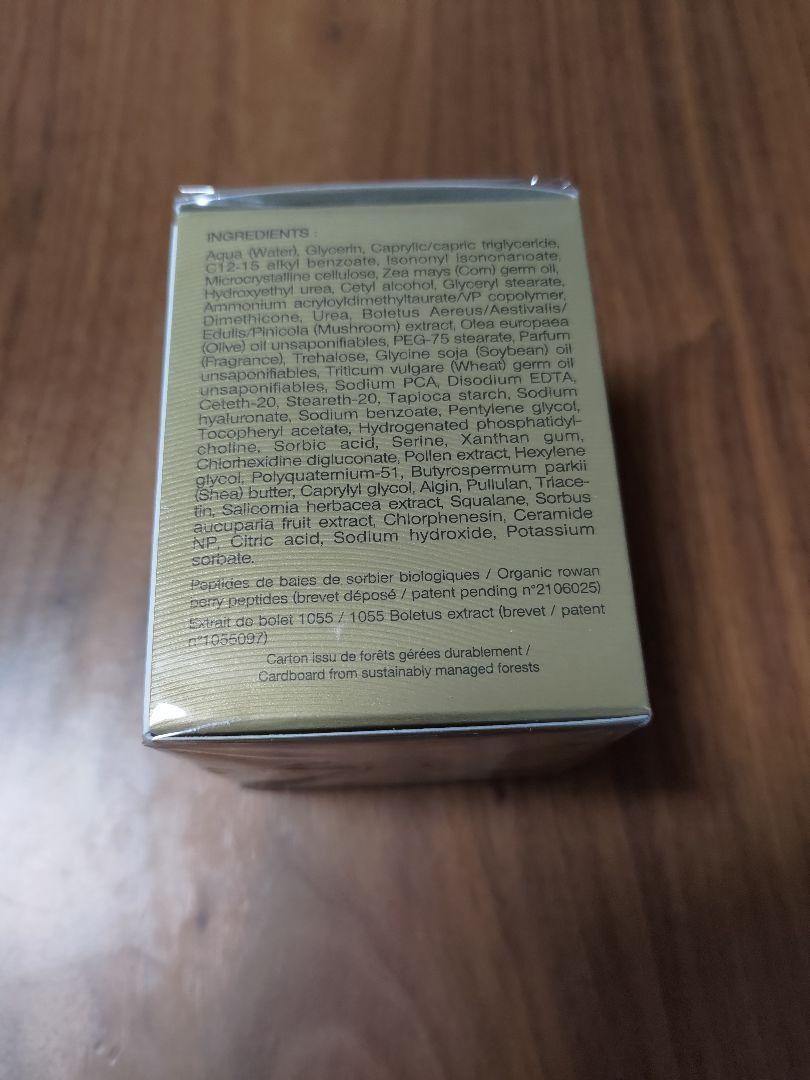 INGREDIENTS :
Aqua (Water), Glycerin, Caprylic/capric triglyceride,
C12-15 alkyl benzoate, Isononyl isononanoate,
Microcrystalline cellulose, Zea mays (Corn) germ oil,
Hydroxyethyl urea, Cetyl alcohol, Glyceryl stearate,
Ammonium acryloyldimethyltaurate/VP copolymer,
Dimethicone, Urea, Boletus Aereus/Aestivalis/
Edulis/Pinicola (Mushroom) extract, Olea europaea
(Olive) oil unsaponifiables, PEG-75 stearate, Parfum
(Fragrance), Trehalose, Glycine soja (Soybean) oil
unsaponifiables, Triticum vulgare (Wheat) germ oil
unsaponifiables, Sodium PCA, Disodium EDTA,
Ceteth-20, Steareth-20, Tapioca starch, Sodium
hyaluronate, Sodium benzoate, Pentylene glycol,
Tocopheryl acetate, Hydrogenated phosphatidyl-
choline, Sorbic acid, Serine, Xanthan gum,
Chlorhexidine digluconate, Pollen extract, Hexylene
glycol, Polyquaternium-51, Butyrospermum parkii
(Shea) butter, Caprylyl glycol, Algin, Pullulan, Triace-
tin, Salicornia herbacea extract, Squalane, Sorbus
aucuparia fruit extract, Chlorphenesin, Ceramide
NP, Citric acid, Sodium hydroxide, Potassium
sorbate.
Peptides de baies de sorbier biologiques / Organic rowan
berry peptides (brevet déposé / patent pending n°2106025)
Extrait de bolet 1055 / 1055 Boletus extract (brevet / patent
n°1055097)
Carton issu de forêts gérées durablement /
Cardboard from sustainably managed forests